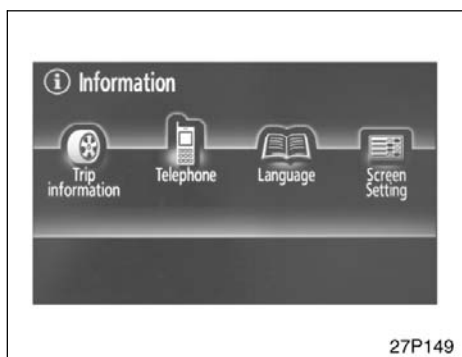 i Information
Trip
information
Telephone
Language
Screen
Setting
27P149